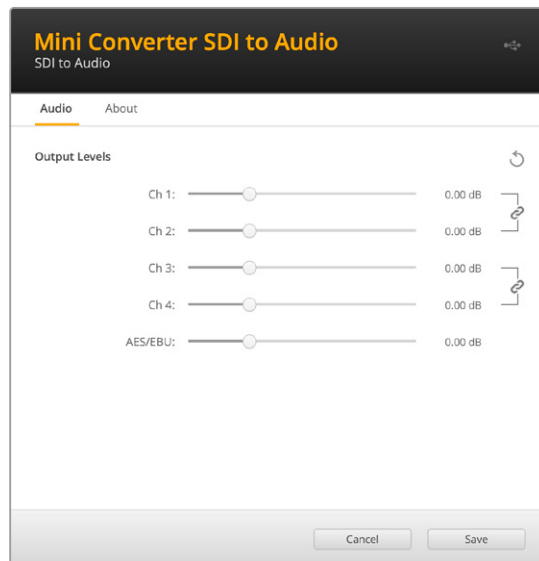 Mini Converter SDI to Audio
SDI to Audio
Audio About
Output Levels
Ch 1: 0.00 dB
Ch 2: 0.00 dB
Ch 3: 0.00 dB
Ch 4: 0.00 dB
AES/EBU: 0.00 dB
Cancel Save